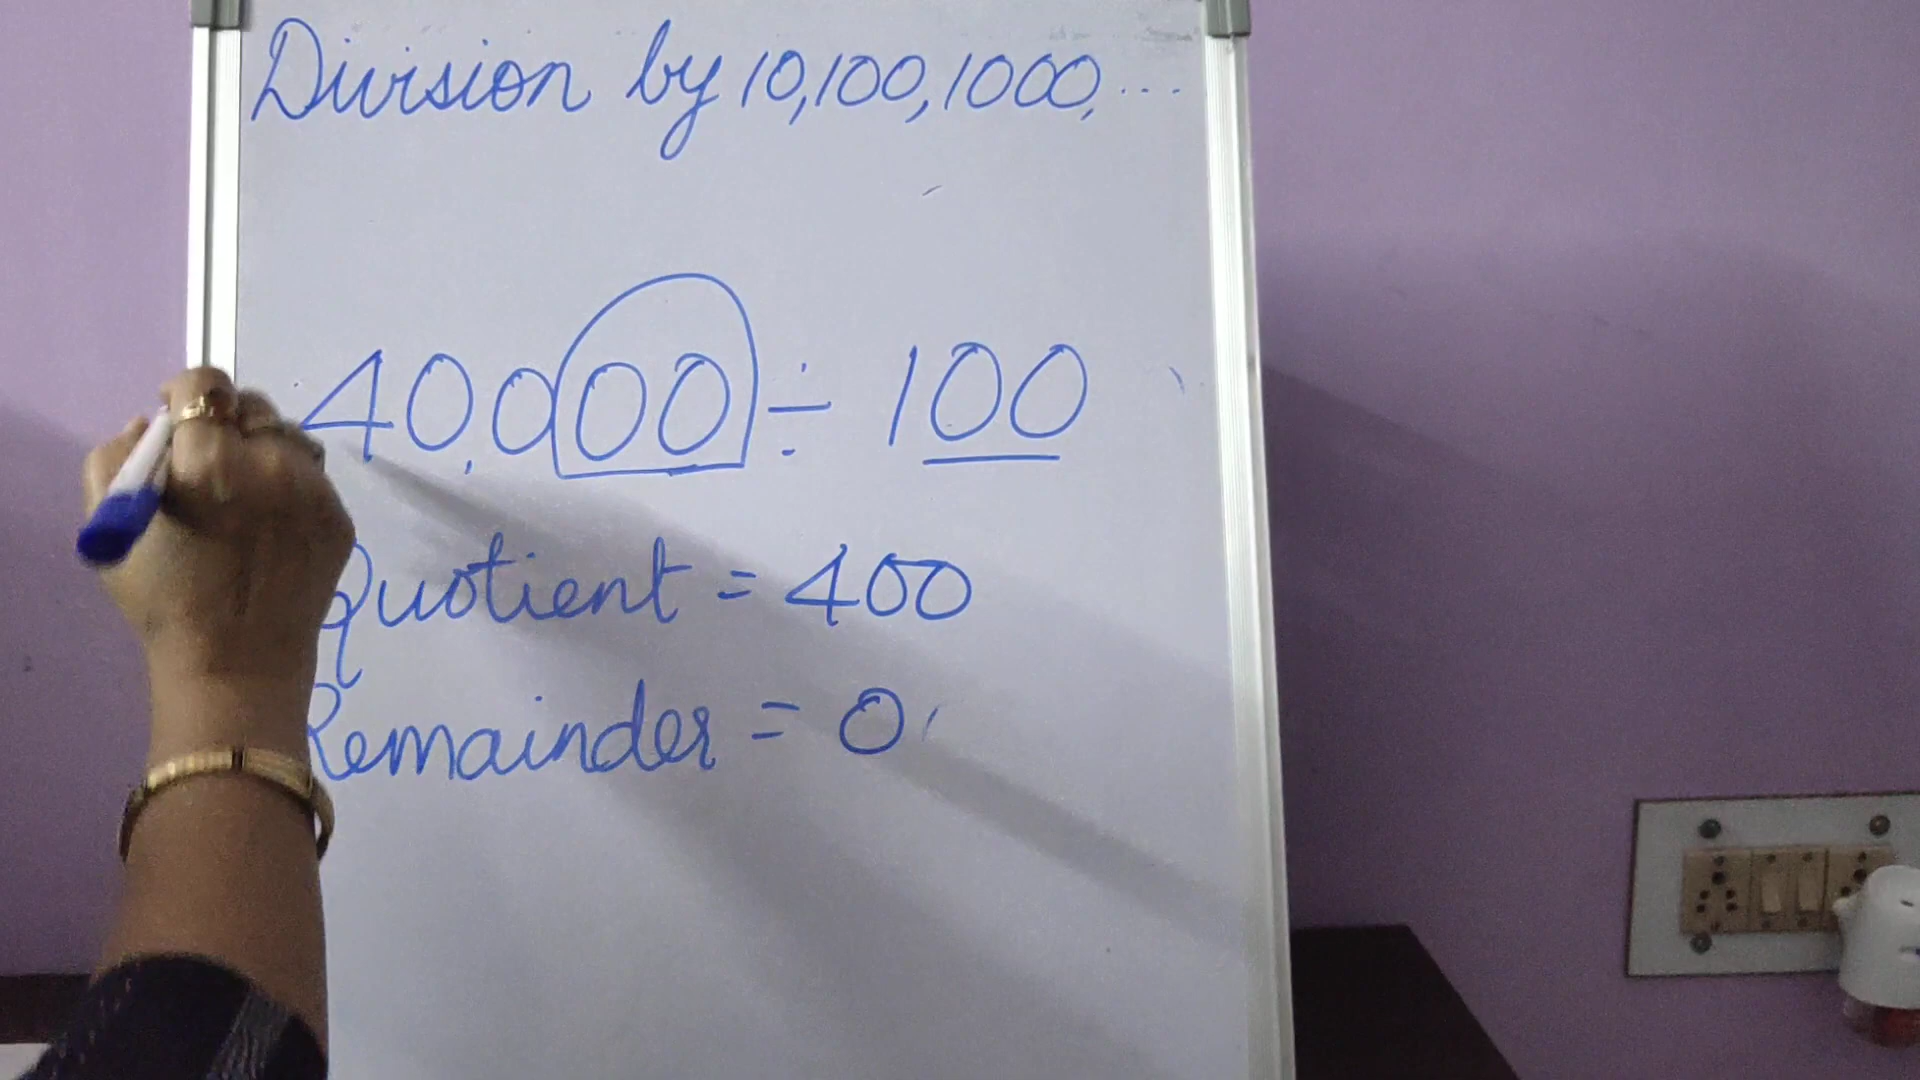 Division by 10,100,1000,...
40,000 ÷ 100
Quotient = 400
Remainder = 0